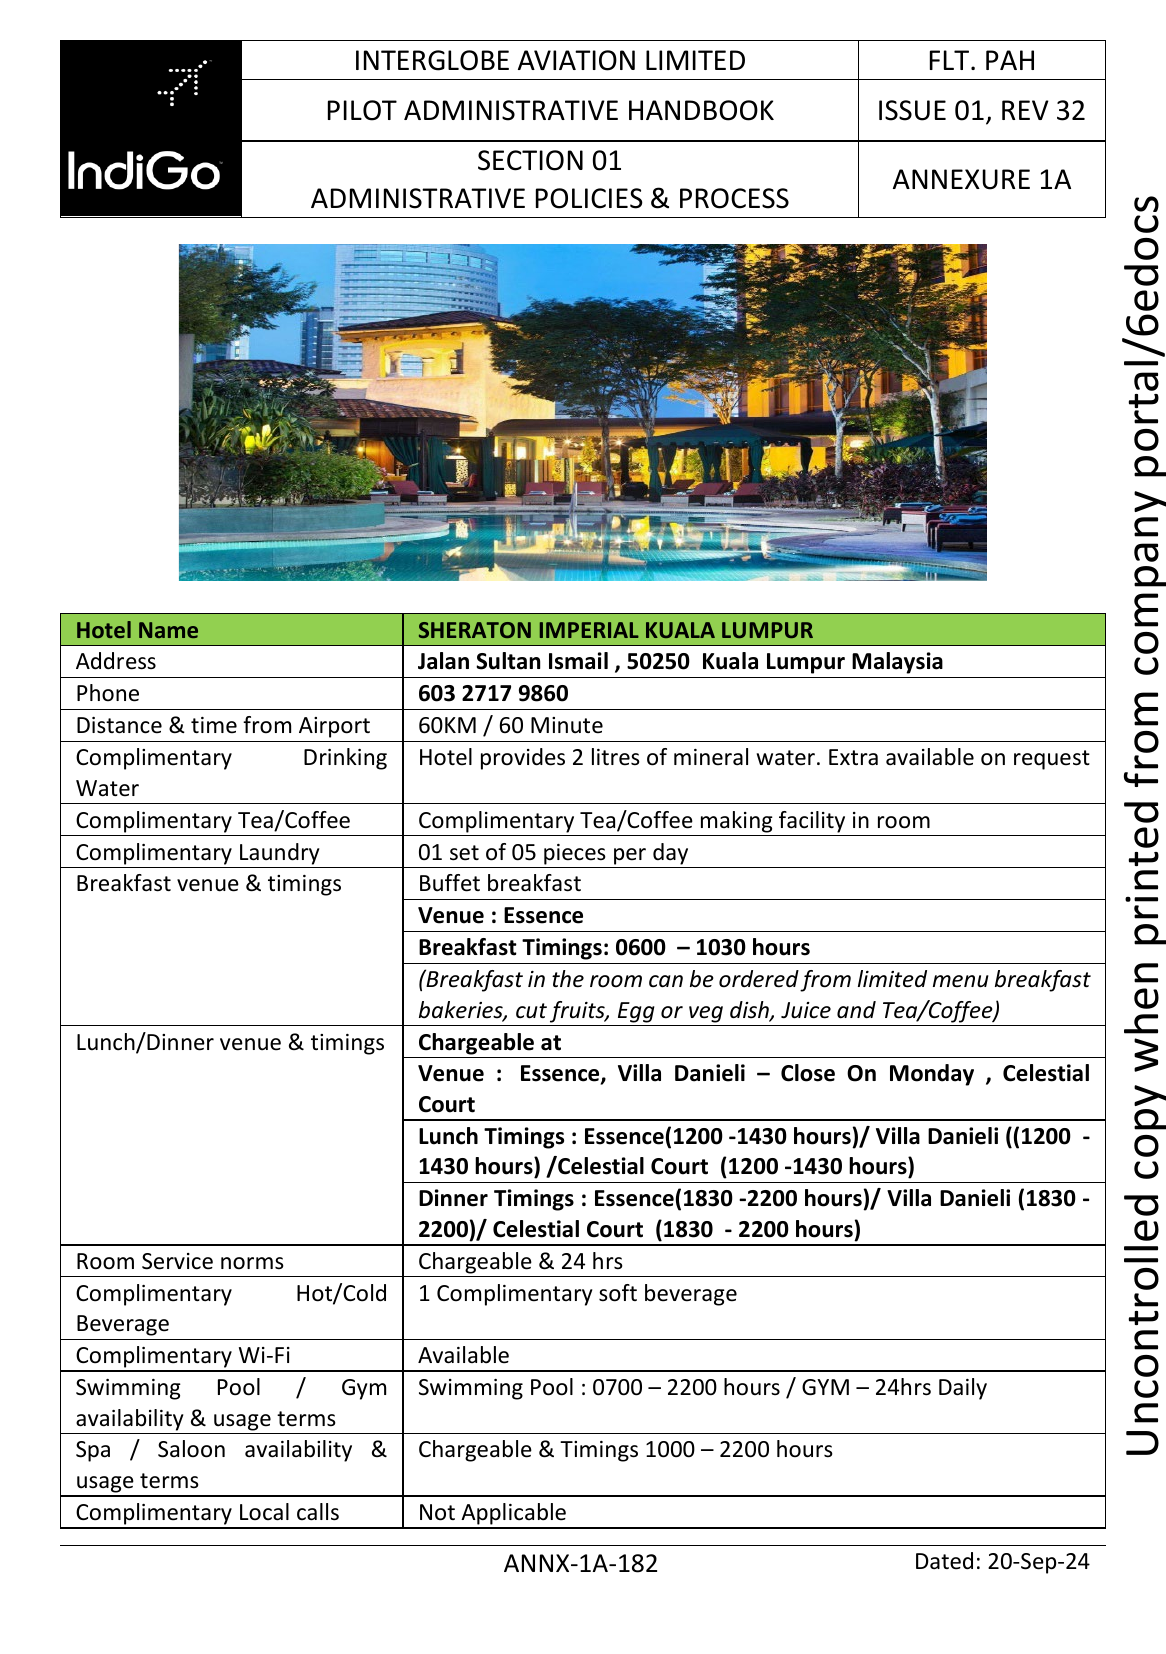 IndiGo
INTERGLOBE AVIATION LIMITED
FLT. PAH
PILOT ADMINISTRATIVE HANDBOOK
ISSUE 01, REV 32
SECTION 01
ADMINISTRATIVE POLICIES & PROCESS
ANNEXURE 1A
Hotel Name
SHERATON IMPERIAL KUALA LUMPUR
Address
Jalan Sultan Ismail , 50250  Kuala Lumpur Malaysia
Phone
603 2717 9860
Distance & time from Airport
60KM / 60 Minute
Complimentary Drinking
Water
Hotel provides 2 litres of mineral water. Extra available on request
Complimentary Tea/Coffee
Complimentary Tea/Coffee making facility in room
Complimentary Laundry
01 set of 05 pieces per day
Breakfast venue & timings
Buffet breakfast
Venue : Essence
Breakfast Timings: 0600  – 1030 hours
(Breakfast in the room can be ordered from limited menu breakfast
bakeries, cut fruits, Egg or veg dish, Juice and Tea/Coffee)
Lunch/Dinner venue & timings
Chargeable at
Venue :  Essence, Villa Danieli – Close On Monday , Celestial
Court
Lunch Timings : Essence(1200 -1430 hours)/ Villa Danieli ((1200  -
1430 hours) /Celestial Court  (1200 -1430 hours)
Dinner Timings : Essence(1830 -2200 hours)/ Villa Danieli (1830 -
2200)/ Celestial Court  (1830  - 2200 hours)
Room Service norms
Chargeable & 24 hrs
Complimentary Hot/Cold
Beverage
1 Complimentary soft beverage
Complimentary Wi-Fi
Available
Swimming Pool / Gym
availability & usage terms
Swimming Pool : 0700 – 2200 hours / GYM – 24hrs Daily
Spa / Saloon availability &
usage terms
Chargeable & Timings 1000 – 2200 hours
Complimentary Local calls
Not Applicable
ANNX-1A-182
Dated: 20-Sep-24
Uncontrolled copy when printed from company portal/6edocs